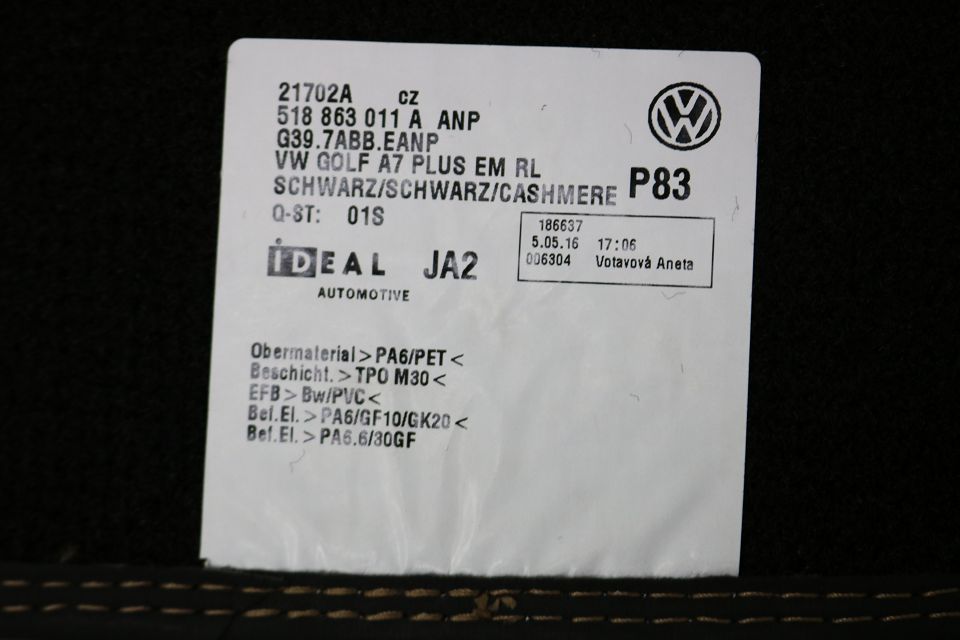 21702A CZ
518 863 011 A ANP
G39.7ABB.EANP
VW GOLF A7 PLUS EM RL
SCHWARZ/SCHWARZ/CASHMERE P83
Q-ST: 01S
186637
5.05.16 17:06
006304 Votavová Aneta
iDEAL JA2
AUTOMOTIVE
Obermaterial>PA6/PET<
Beschicht.>TPO M30<
EFB>Bw/PVC<
Bef.El.>PA6/GF10/GK20<
Bef.El.>PA6.6/30GF